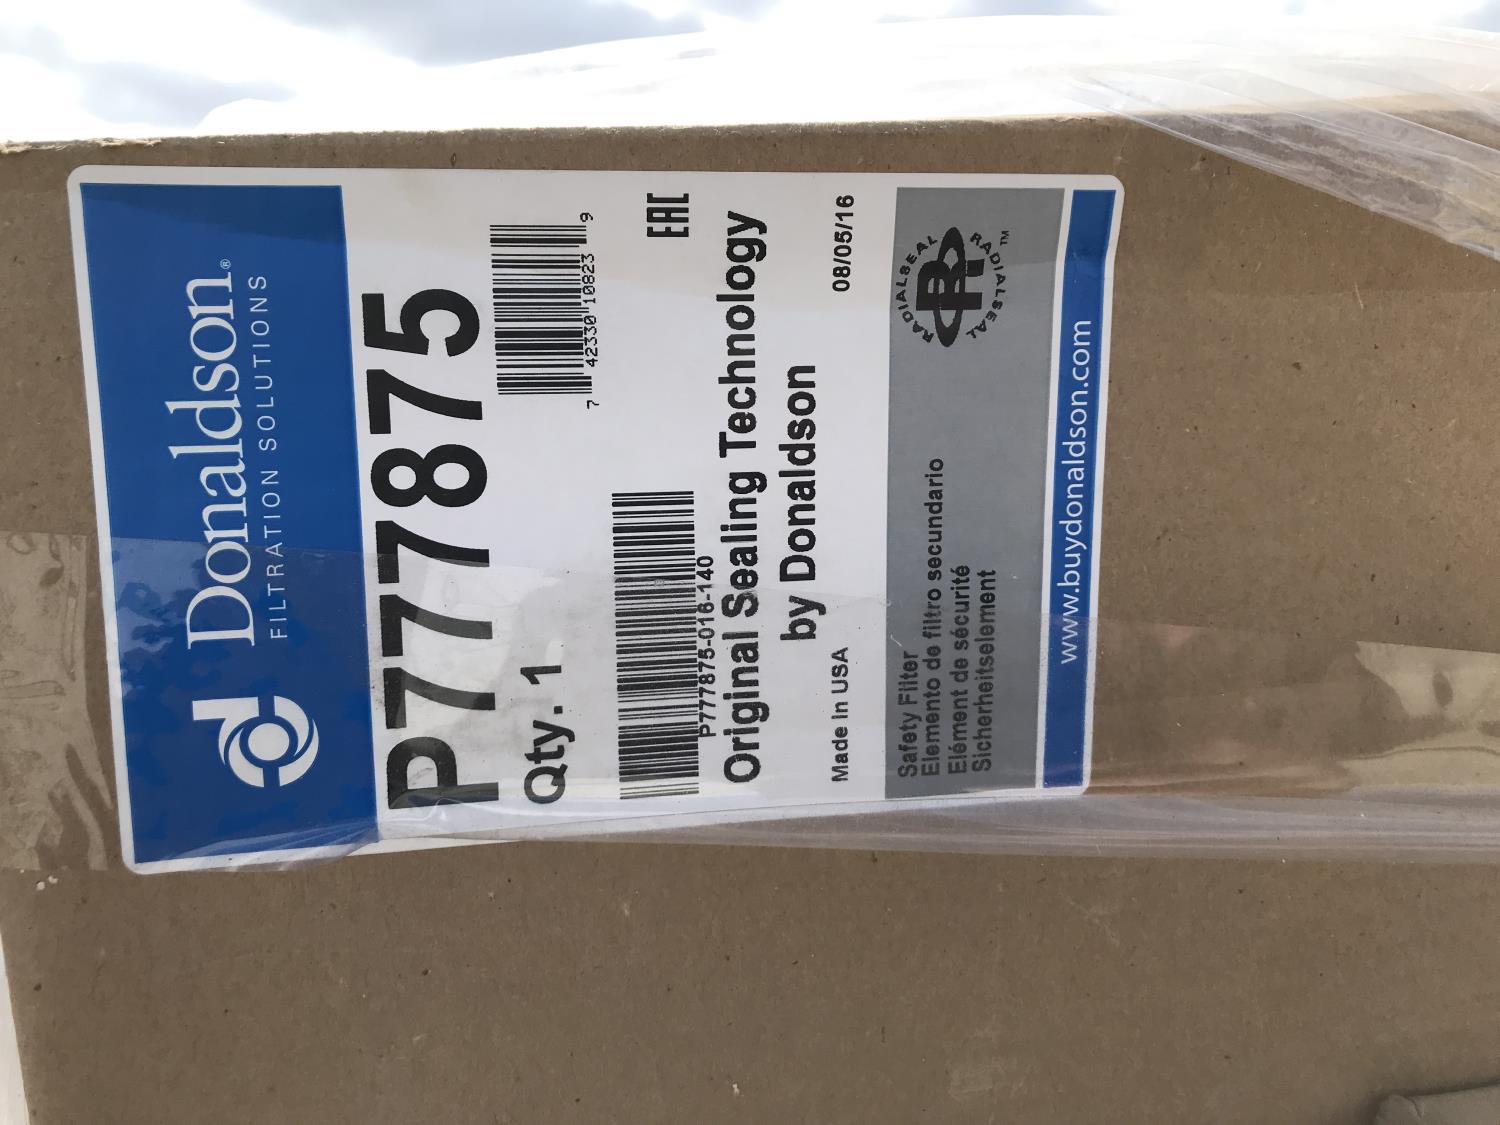 Donaldson®
FILTRATION SOLUTIONS
P777875
Qty. 1
7 42330 10823 9
EAC
P777875-016-140
Original Sealing Technology
by Donaldson
Made in USA
08/05/16
Safety Filter
Elemento de filtro secundario
Elément de sécurité
Sicherheitselement
RADIALSEAL
RADIALSEAL™
www.buydonaldson.com